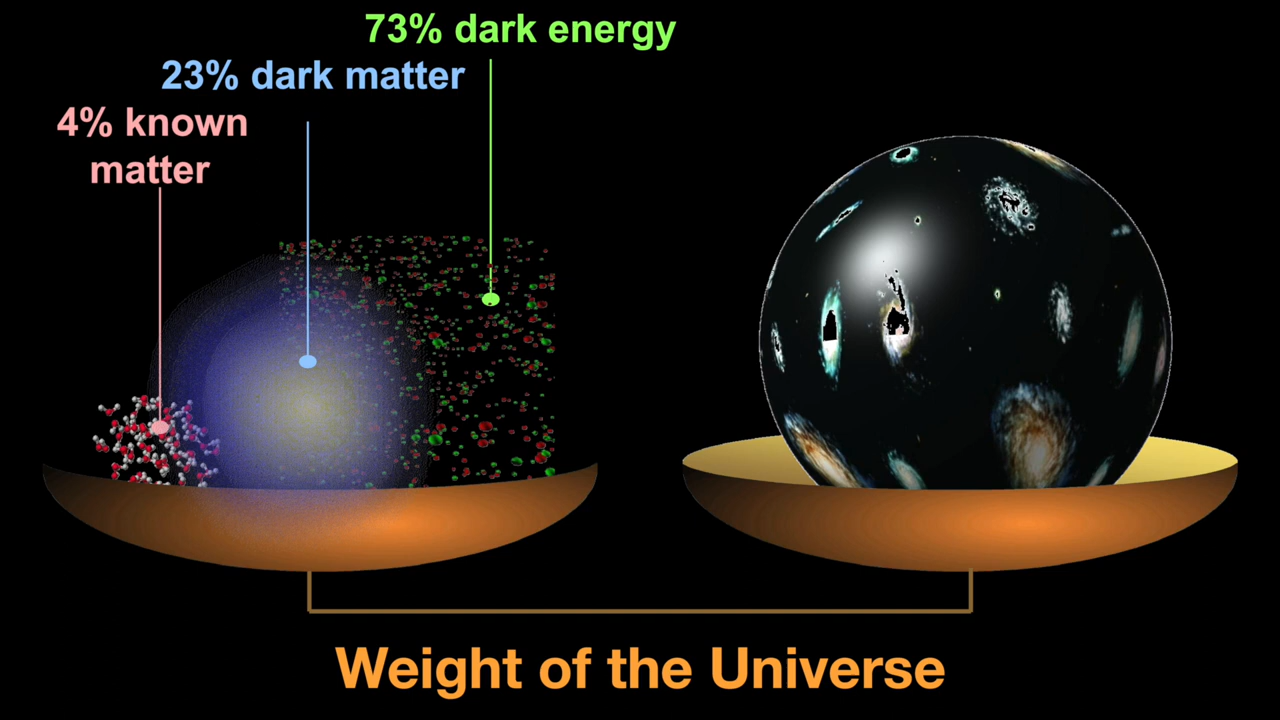 73% dark energy
23% dark matter
4% known
matter
Weight of the Universe